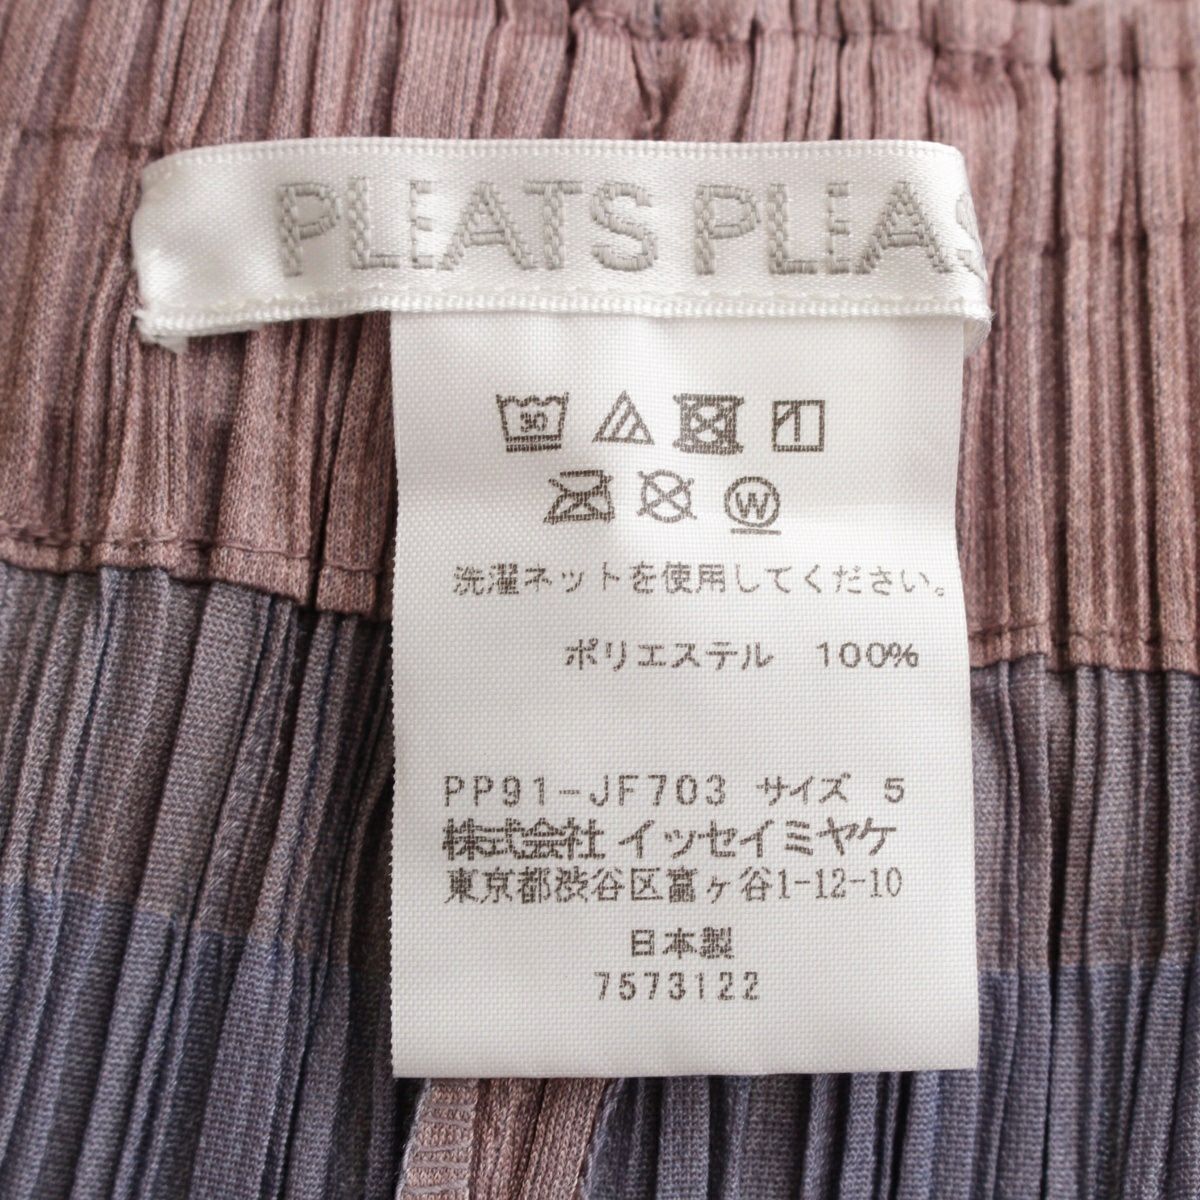 PLEATS PLEAS
30
W
洗濯ネットを使用してください。
ポリエステル 100%
PP91-JF703 サイズ 5
株式会社 イッセイミヤケ
東京都渋谷区富ヶ谷1-12-10
日本製
7573122